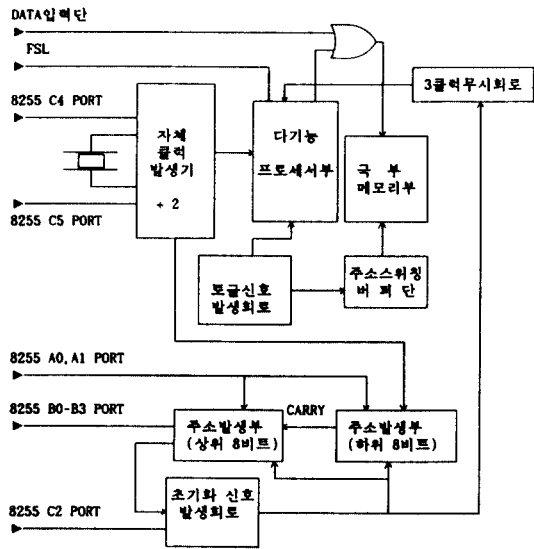 DATA입력단
FSL
8255 C4 PORT
8255 C5 PORT
자체
클럭
발생기
÷ 2
다기능
프로세서부
3클럭무시회로
국 부
메모리부
토글신호
발생회로
주소스위칭
버 퍼 단
8255 A0,A1 PORT
8255 B0-B3 PORT
주소발생부
(상위 8비트)
CARRY
주소발생부
(하위 8비트)
초기화 신호
발생회로
8255 C2 PORT